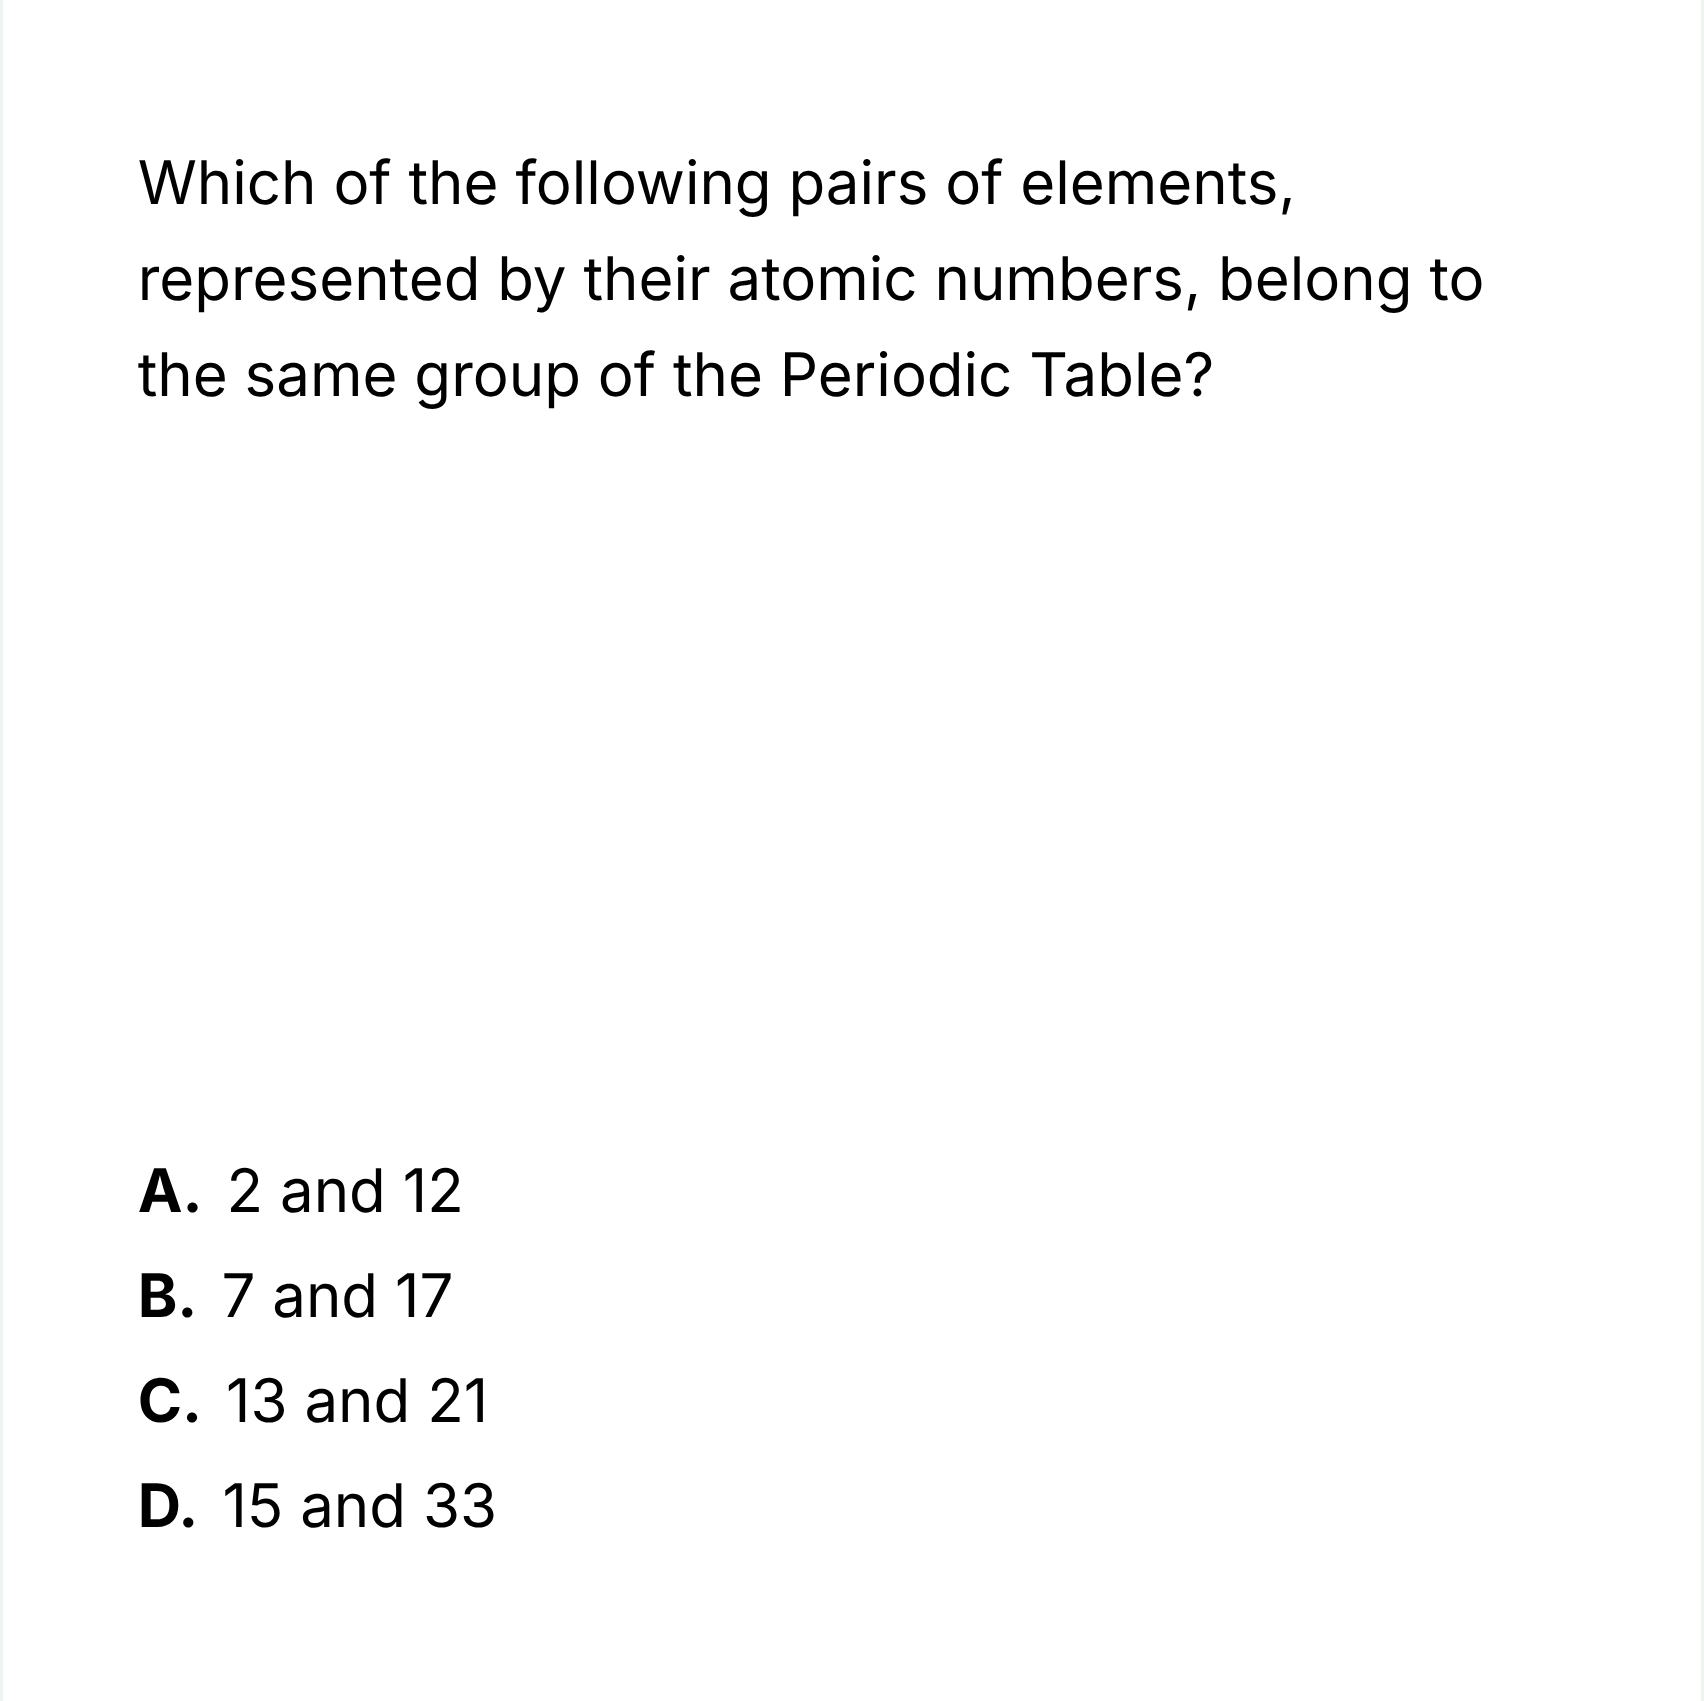 Which of the following pairs of elements,
represented by their atomic numbers, belong to
the same group of the Periodic Table?
A. 2 and 12
B. 7 and 17
C. 13 and 21
D. 15 and 33